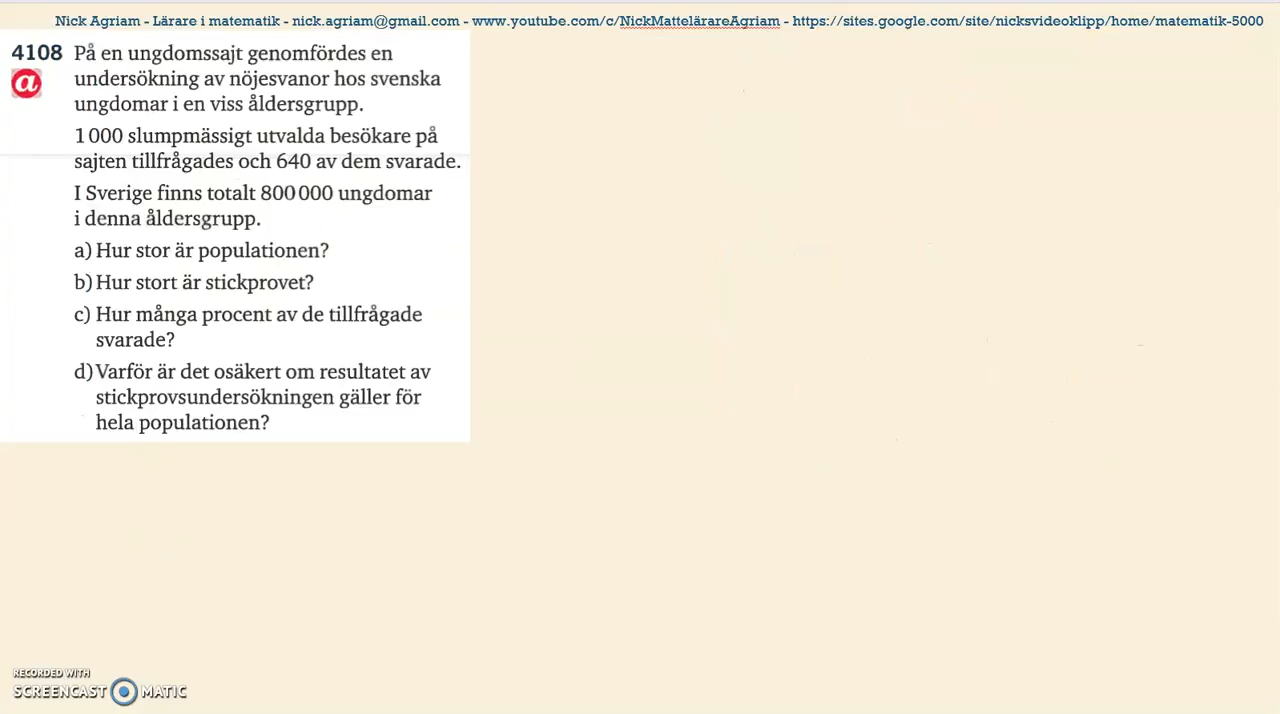 Nick Agriam - Lärare i matematik - nick.agriam@gmail.com - www.youtube.com/c/NickMattelärareAgriam - https://sites.google.com/site/nicksvideoklipp/home/matematik-5000
4108 På en ungdomssajt genomfördes en
a undersökning av nöjesvanor hos svenska
ungdomar i en viss åldersgrupp.
1 000 slumpmässigt utvalda besökare på
sajten tillfrågades och 640 av dem svarade.
I Sverige finns totalt 800 000 ungdomar
i denna åldersgrupp.
a) Hur stor är populationen?
b) Hur stort är stickprovet?
c) Hur många procent av de tillfrågade
svarade?
d) Varför är det osäkert om resultatet av
stickprovsundersökningen gäller för
hela populationen?
RECORDED WITH
SCREENCAST MATIC